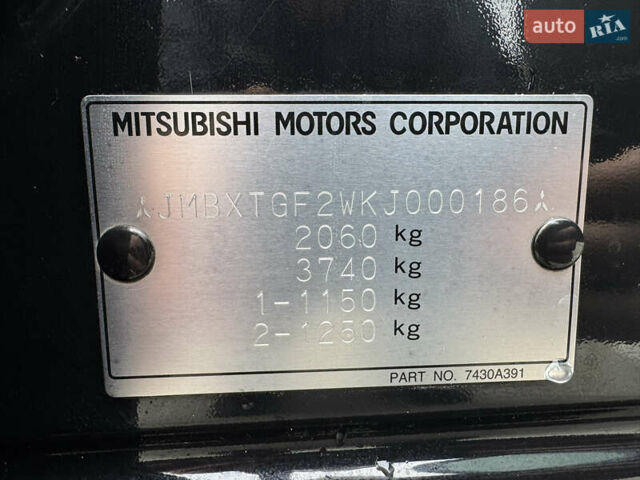 auto RIA .com
MITSUBISHI MOTORS CORPORATION
JMBXTGF2WKJ000186
2060 kg
3740 kg
1-1150 kg
2-1250 kg
PART NO. 7430A391